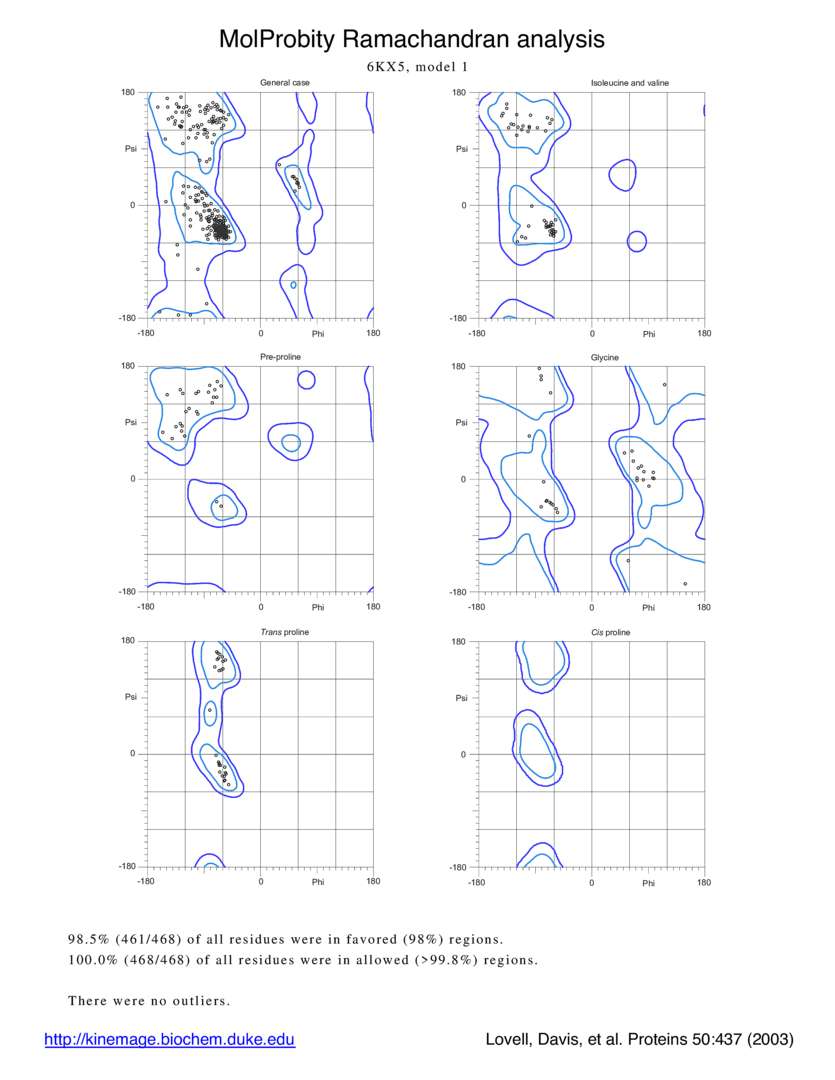 MolProbity Ramachandran analysis
6KX5, model 1
General case
Isoleucine and valine
180
Psi
0
-180
-180 0 Phi 180
180
Psi
0
-180
-180 0 Phi 180
Pre-proline
Glycine
180
Psi
0
-180
-180 0 Phi 180
180
Psi
0
-180
-180 0 Phi 180
Trans proline
Cis proline
180
Psi
0
-180
-180 0 Phi 180
180
Psi
0
-180
-180 0 Phi 180
98.5% (461/468) of all residues were in favored (98%) regions.
100.0% (468/468) of all residues were in allowed (>99.8%) regions.
There were no outliers.
http://kinemage.biochem.duke.edu
Lovell, Davis, et al. Proteins 50:437 (2003)